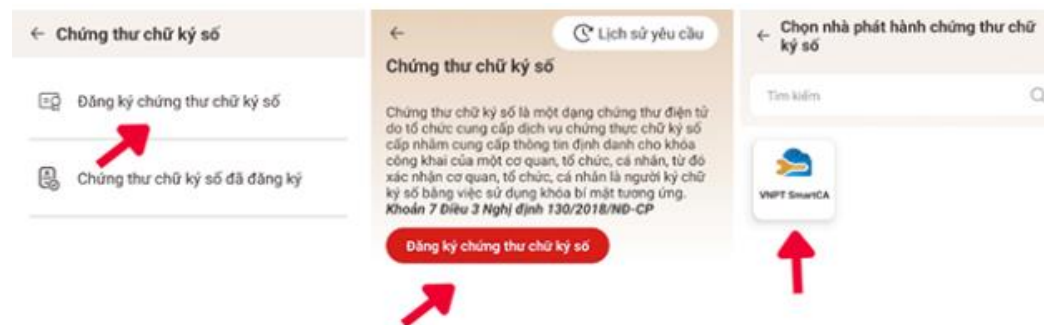 ← Chứng thư chữ ký số
Đăng ký chứng thư chữ ký số
Chứng thư chữ ký số đã đăng ký
←
Lịch sử yêu cầu
Chứng thư chữ ký số
Chứng thư chữ ký số là một dạng chứng thư điện tử
do tổ chức cung cấp dịch vụ chứng thực chữ ký số
cấp nhằm cung cấp thông tin định danh cho khóa
công khai của một cơ quan, tổ chức, cá nhân, từ đó
xác nhận cơ quan, tổ chức, cá nhân là người ký chữ
ký số bằng việc sử dụng khóa bí mật tương ứng.
Khoản 7 Điều 3 Nghị định 130/2018/NĐ-CP
Đăng ký chứng thư chữ ký số
← Chọn nhà phát hành chứng thư chữ
ký số
Tìm kiếm
VNPT SmartCA